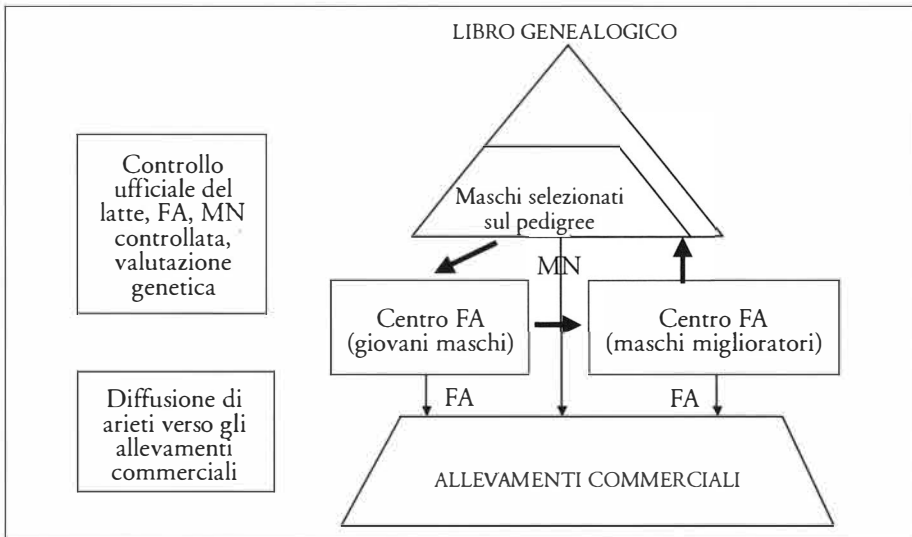 LIBRO GENEALOGICO
Controllo
ufficiale del
latte, FA, MN
controllata,
valutazione
genetica
Maschi selezionati
sul pedigree
MN
Centro FA
(giovani maschi)
Centro FA
(maschi miglioratori)
FA
FA
Diffusione di
arieti verso gli
allevamenti
commerciali
ALLEVAMENTI COMMERCIALI